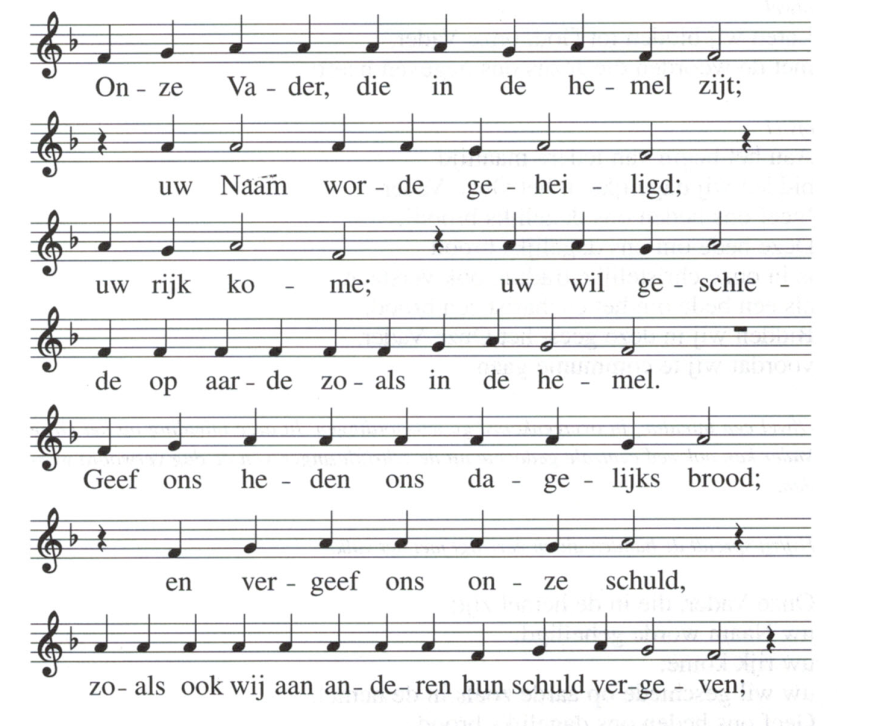 On - ze Va - der, die in de he - mel zijt;
uw Naam wor - de ge - hei - ligd;
uw rijk ko - me; uw wil ge - schie -
de op aar - de zo - als in de he - mel.
Geef ons he - den ons da - ge - lijks brood;
en ver - geef ons on - ze schuld,
zo - als ook wij aan an - de - ren hun schuld ver - ge - ven;